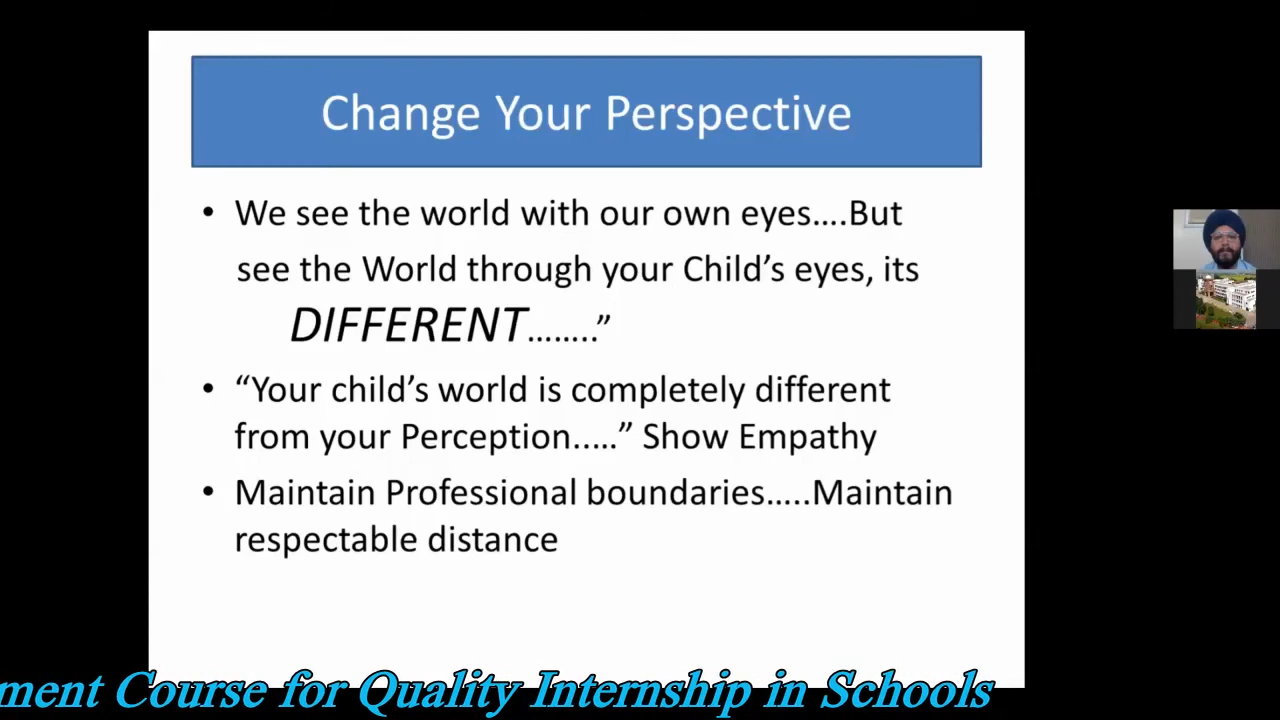 Change Your Perspective
• We see the world with our own eyes….But
see the World through your Child’s eyes, its
DIFFERENT……..”
• “Your child’s world is completely different
from your Perception..…” Show Empathy
• Maintain Professional boundaries…..Maintain
respectable distance
ment Course for Quality Internship in Schools